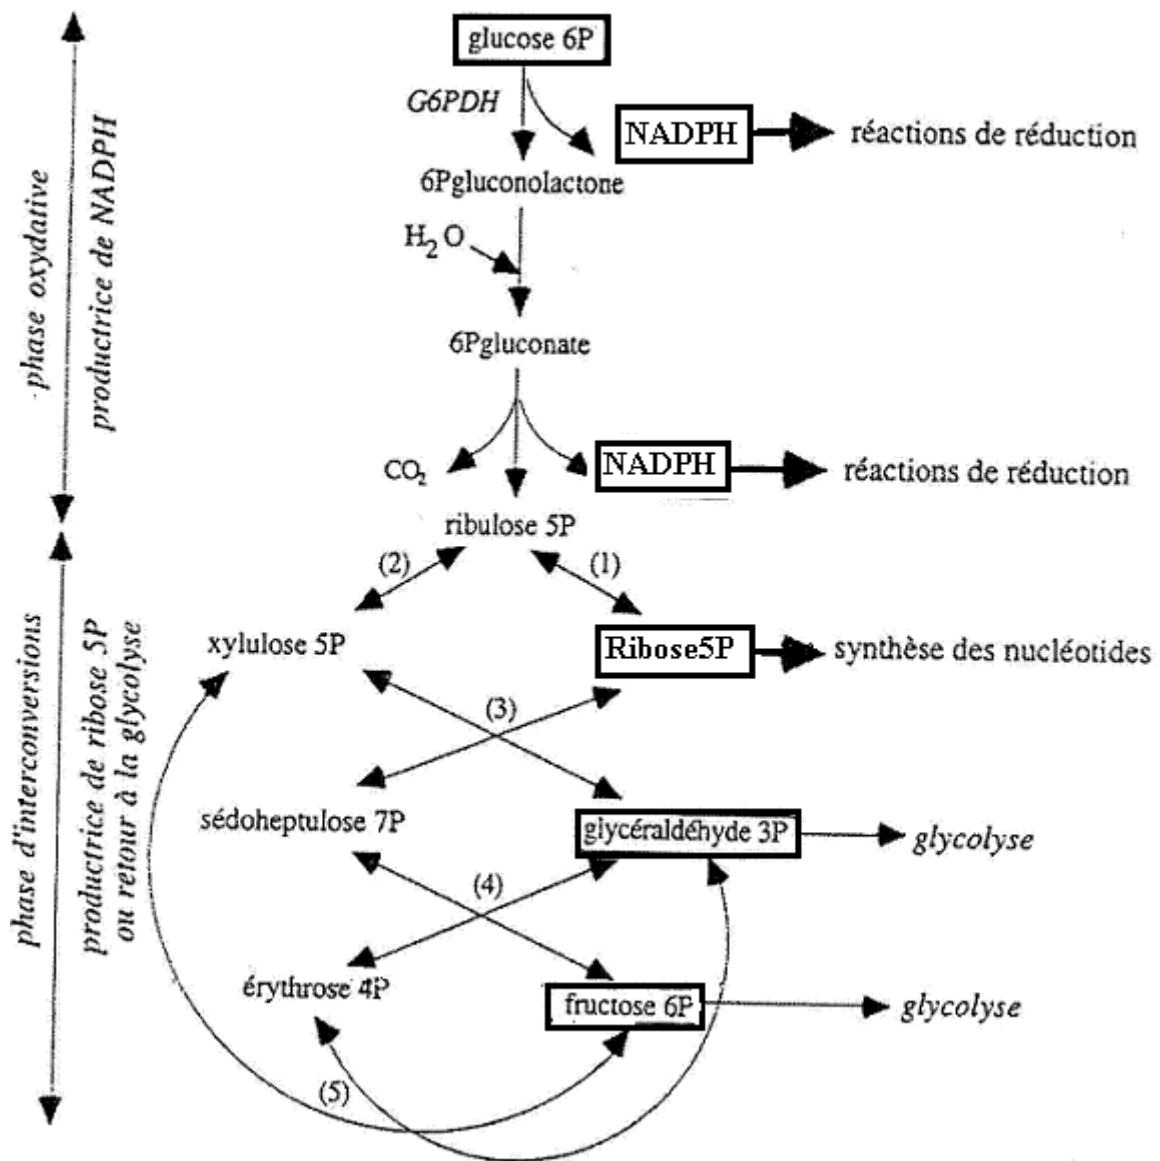 glucose 6P
G6PDH
NADPH
réactions de réduction
6Pgluconolactone
H2O
6Pgluconate
CO2
NADPH
réactions de réduction
ribulose 5P
(2)
(1)
xylulose 5P
Ribose5P
synthèse des nucléotides
(3)
sédoheptulose 7P
glycéraldéhyde 3P
glycolyse
(4)
érythrose 4P
fructose 6P
glycolyse
(5)
phase oxydative
productrice de NADPH
phase d'interconversions
productrice de ribose 5P
ou retour à la glycolyse